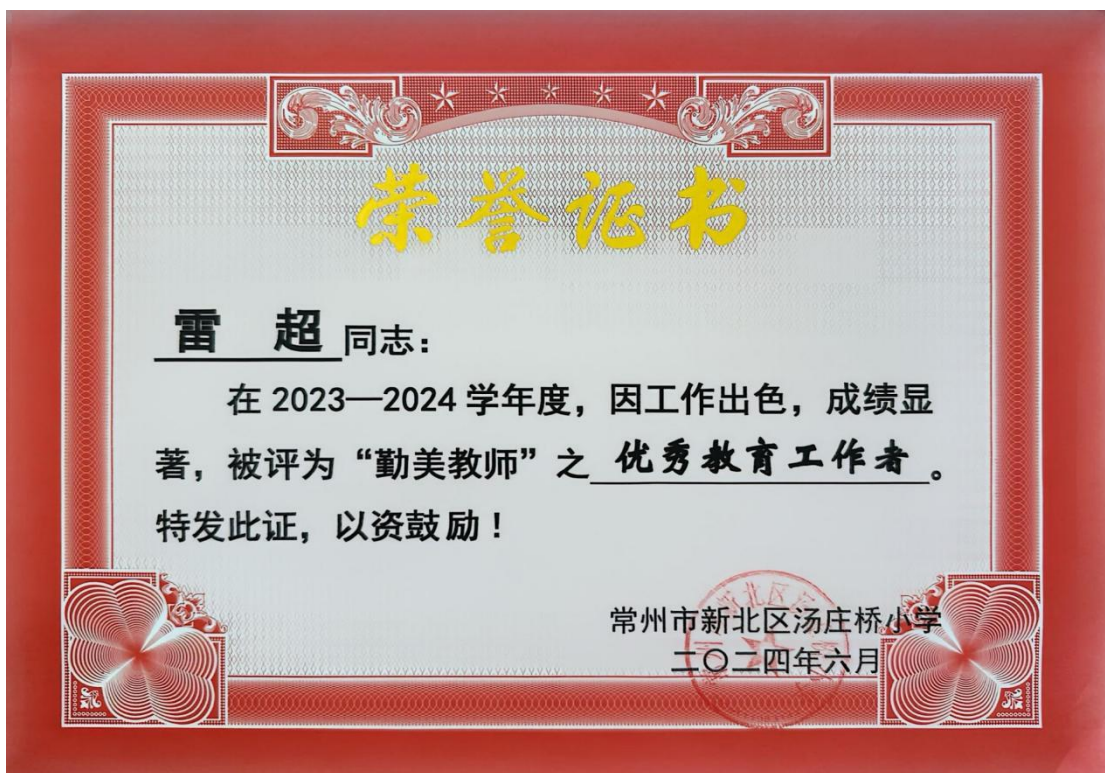 荣誉证书
雷 超 同志：
在 2023—2024 学年度，因工作出色，成绩显
著，被评为“勤美教师”之 优秀教育工作者 。
特发此证，以资鼓励！
常州市新北区汤庄桥小学
二〇二四年六月